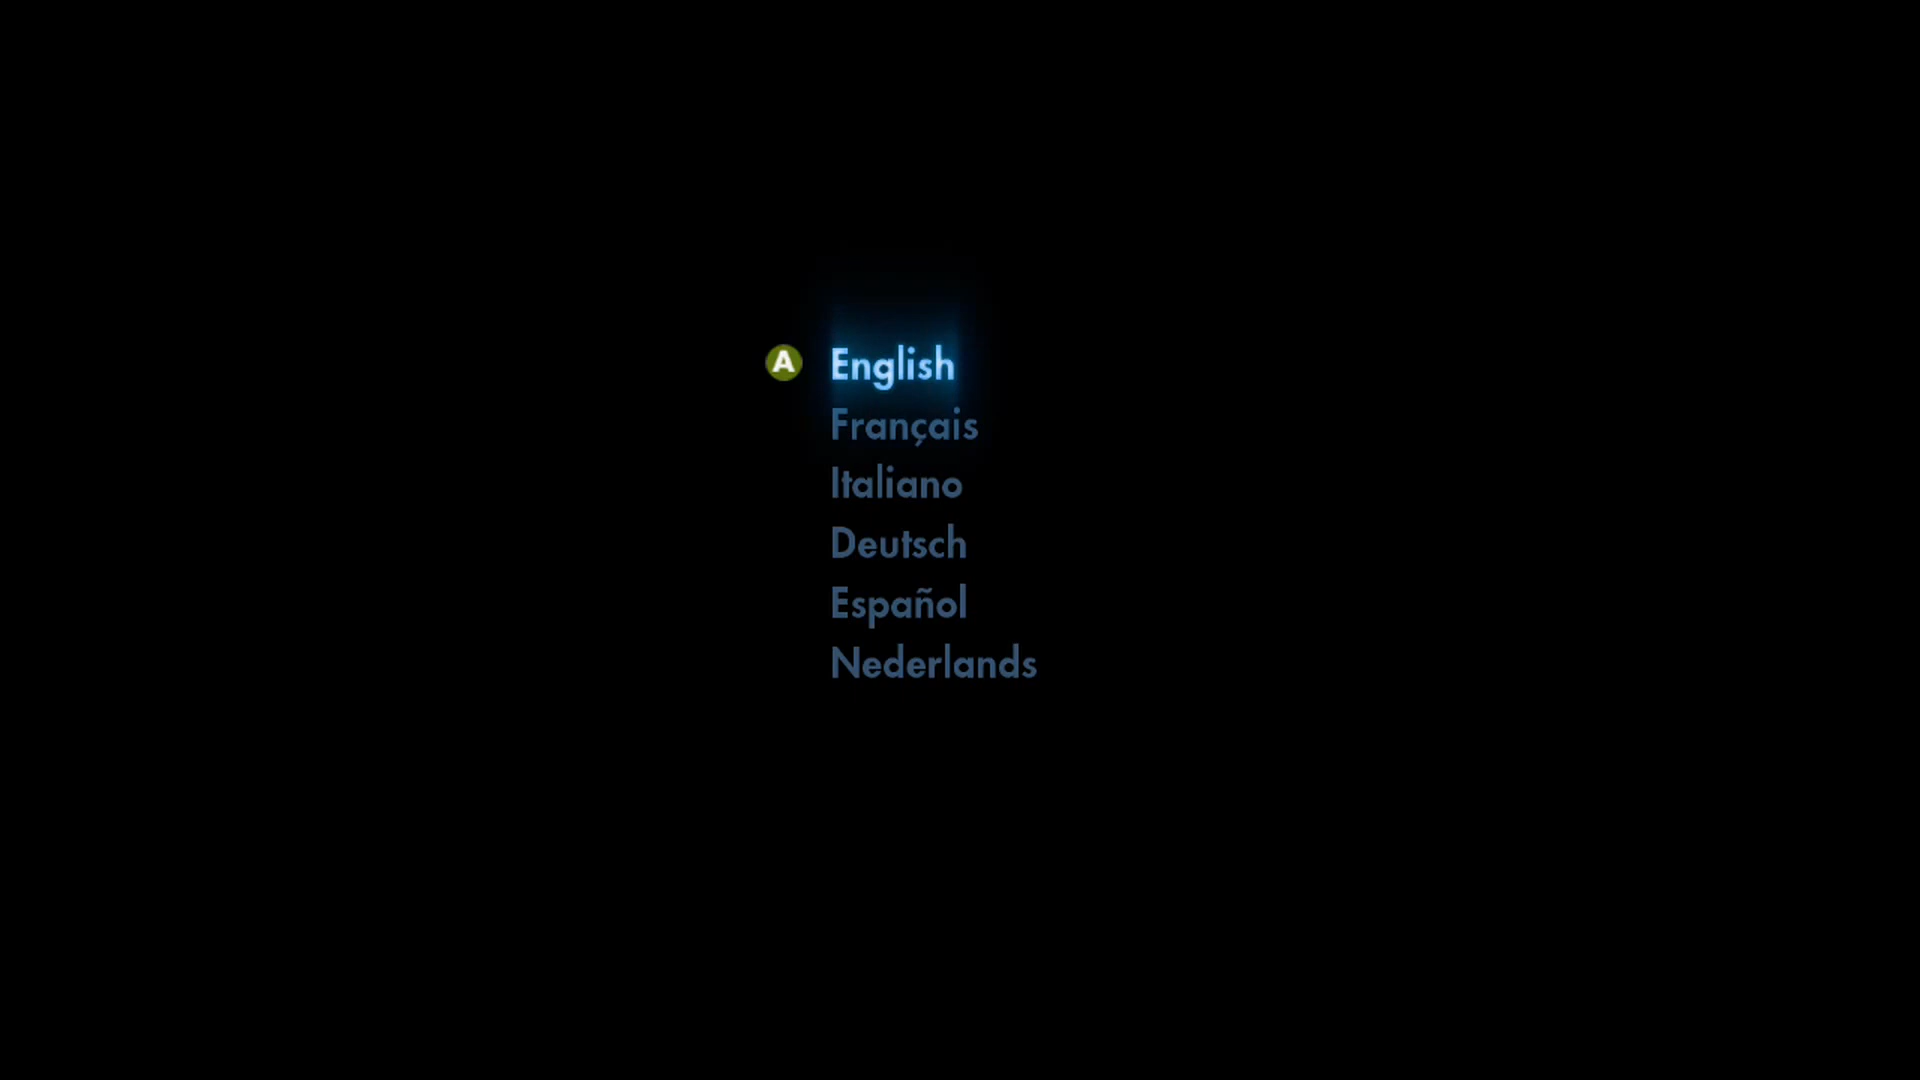 A English
Français
Italiano
Deutsch
Español
Nederlands